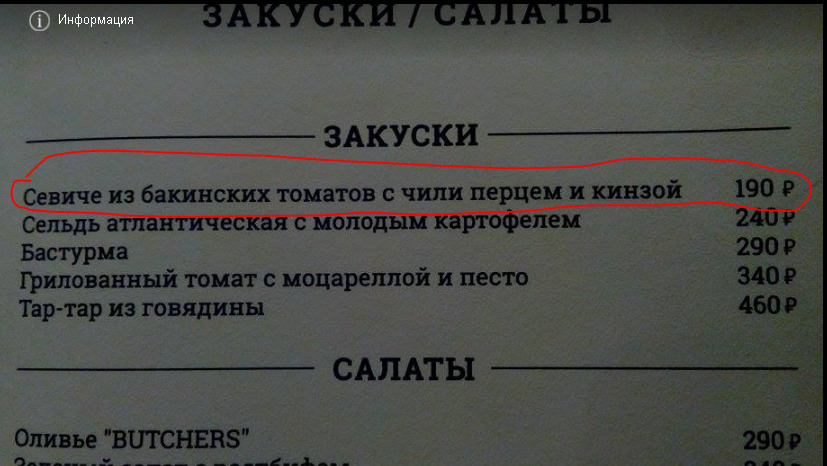 Информация
ЗАКУСКИ / САЛАТЫ
ЗАКУСКИ
Севиче из бакинских томатов с чили перцем и кинзой 190 ₽
Сельдь атлантическая с молодым картофелем 240 ₽
Бастурма 290 ₽
Грилованный томат с моцареллой и песто 340 ₽
Тар-тар из говядины 460 ₽
САЛАТЫ
Оливье "BUTCHERS" 290 ₽